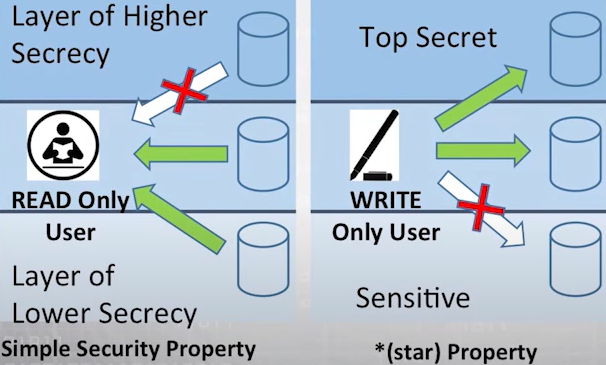 Layer of Higher
Secrecy
READ Only
User
Layer of
Lower Secrecy
Simple Security Property
Top Secret
WRITE
Only User
Sensitive
*(star) Property